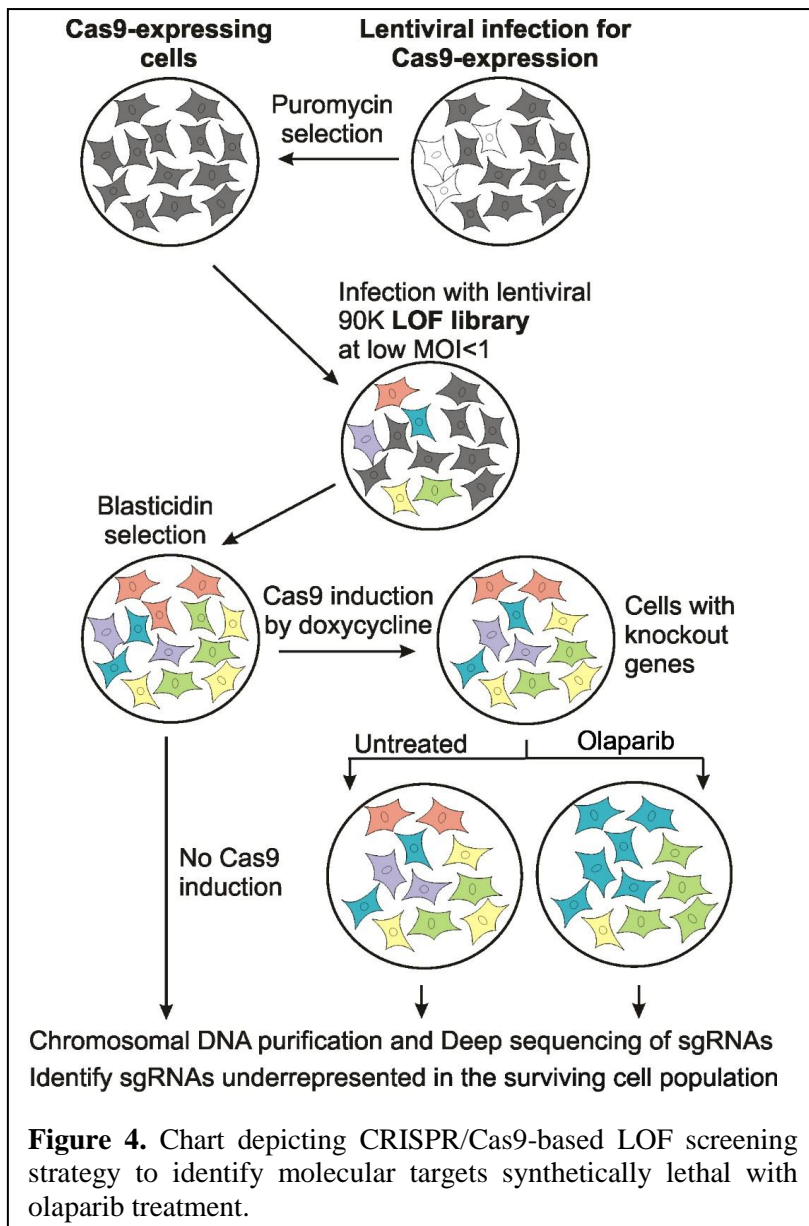 Cas9-expressing
cells
Lentiviral infection for
Cas9-expression
Puromycin
selection
Infection with lentiviral
90K LOF library
at low MOI<1
Blasticidin
selection
Cas9 induction
by doxycycline
Cells with
knockout
genes
Untreated
Olaparib
No Cas9
induction
Chromosomal DNA purification and Deep sequencing of sgRNAs
Identify sgRNAs underrepresented in the surviving cell population
Figure 4. Chart depicting CRISPR/Cas9-based LOF screening
strategy to identify molecular targets synthetically lethal with
olaparib treatment.